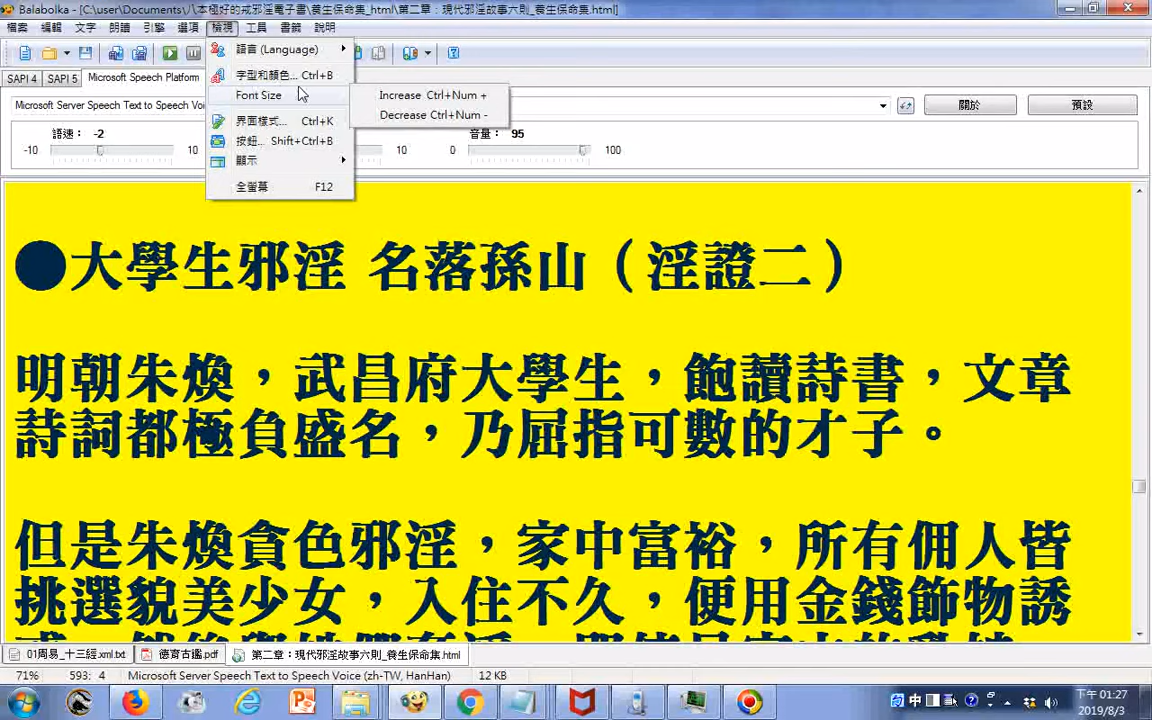 Balabolka - [C:\user\Documents\八本極好的戒邪淫電子書\養生保命集_html\第二章：現代邪淫故事六則_養生保命集.html]
檔案 編輯 文字 朗讀 引擎 選項 檢視 工具 書籤 說明
語言 (Language)
SAPI 4 SAPI 5 Microsoft Speech Platform
字型和顏色... Ctrl+B
Font Size
Increase Ctrl+Num +
Decrease Ctrl+Num -
Microsoft Server Speech Text to Speech Voi
關於 預設
界面樣式... Ctrl+K
按鈕... Shift+Ctrl+B
顯示
全螢幕 F12
語速： -2
音量： 95
-10 10 10 0 100
●大學生邪淫 名落孫山（淫證二）
明朝朱煥，武昌府大學生，飽讀詩書，文章
詩詞都極負盛名，乃屈指可數的才子。
但是朱煥貪色邪淫，家中富裕，所有佣人皆
挑選貌美少女，入住不久，便用金錢飾物誘
01周易_十三經.xml.txt 德育古鑑.pdf 第二章：現代邪淫故事六則_養生保命集.html
71% 593: 4 Microsoft Server Speech Text to Speech Voice (zh-TW, HanHan) 12 KB
中
下午 01:27
2019/8/3